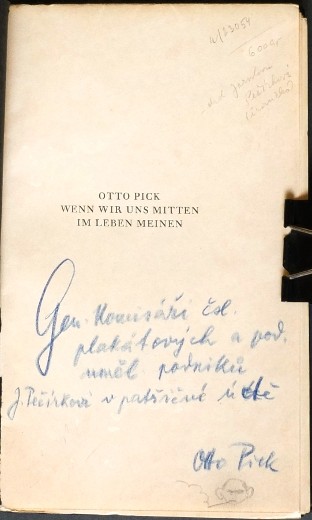 W/23054
OTTO PICK
WENN WIR UNS MITTEN
IM LEBEN MEINEN
Gen. Komisáři čsl.
plakátových a pod.
uměl. podniků
J. Pečírkovi v patřičné úctě
Otto Pick